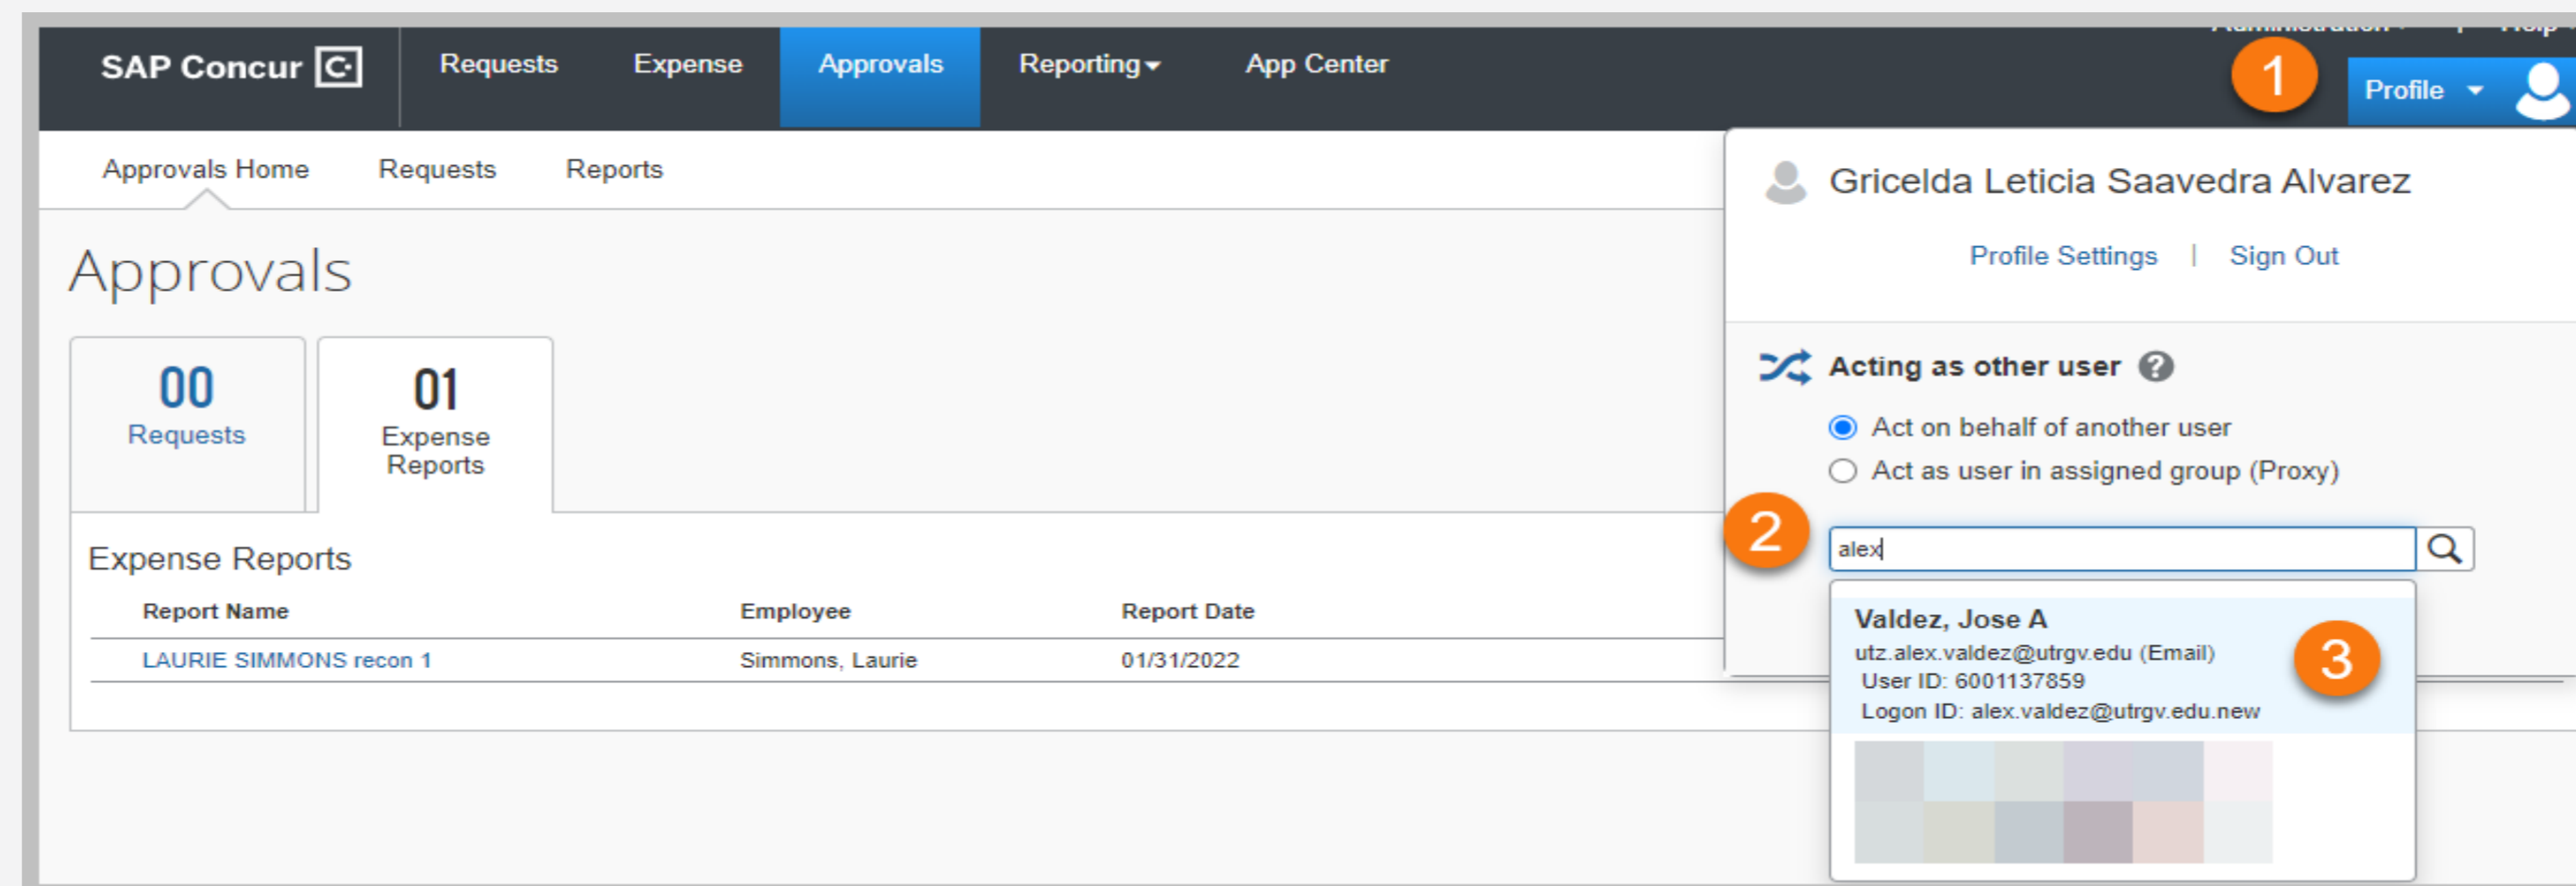 Administration | Help
SAP Concur C Requests Expense Approvals Reporting App Center
1
Profile
Approvals Home Requests Reports
Approvals
00
Requests
01
Expense
Reports
Expense Reports
Report Name Employee Report Date
LAURIE SIMMONS recon 1 Simmons, Laurie 01/31/2022
Gricelda Leticia Saavedra Alvarez
Profile Settings | Sign Out
Acting as other user ?
Act on behalf of another user
Act as user in assigned group (Proxy)
2
alex
Valdez, Jose A
utz.alex.valdez@utrgv.edu (Email)
User ID: 6001137859
Logon ID: alex.valdez@utrgv.edu.new
3